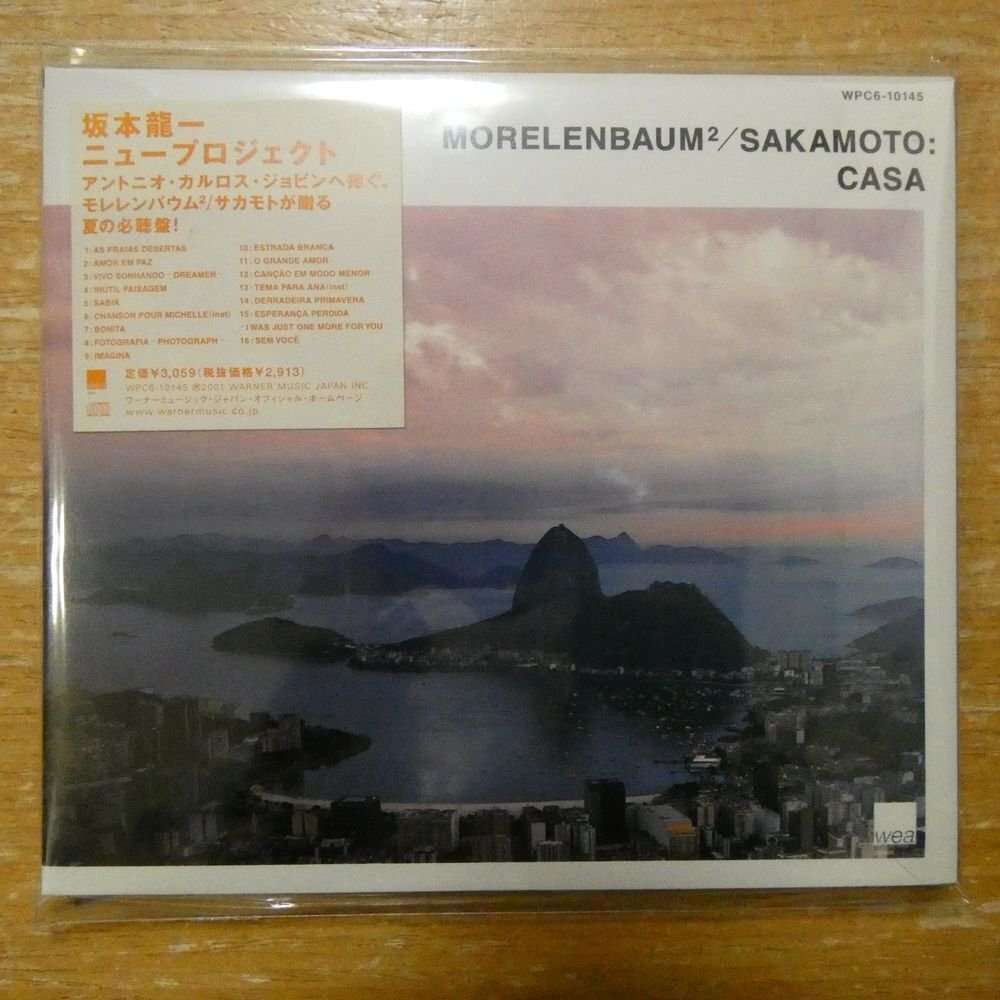 WPC6-10145
MORELENBAUM²/SAKAMOTO:
CASA
坂本龍一
ニュープロジェクト
アントニオ・カルロス・ジョビンへ捧ぐ。
モレレンバウム²/サカモトが贈る
夏の必聴盤!
1:AS PRAIAS DESERTAS
2:AMOR EM PAZ
3:VIVO SONHANDO -DREAMER-
4:INÚTIL PAISAGEM
5:SABIÁ
6:CHANSON POUR MICHELLE(inst)
7:BONITA
8:FOTOGRAFIA -PHOTOGRAPH-
9:IMAGINA
10:ESTRADA BRANCA
11:O GRANDE AMOR
12:CANÇÃO EM MODO MENOR
13:TEMA PARA ANA(inst)
14:DERRADEIRA PRIMAVERA
15:ESPERANÇA PERDIDA
-I WAS JUST ONE MORE FOR YOU
16:SEM VOCÊ
定価¥3,059(税抜価格¥2,913)
WPC6-10145 ℗2001 WARNER MUSIC JAPAN INC.
ワーナーミュージック・ジャパン・オフィシャル・ホームページ
www.warnermusic.co.jp
wea